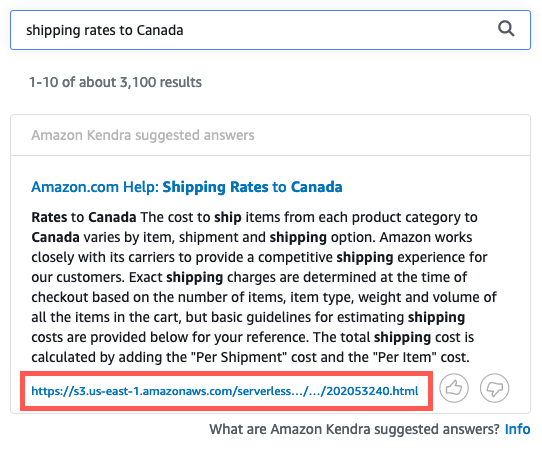 shipping rates to Canada
1-10 of about 3,100 results
Amazon Kendra suggested answers
Amazon.com Help: Shipping Rates to Canada
Rates to Canada The cost to ship items from each product category to
Canada varies by item, shipment and shipping option. Amazon works
closely with its carriers to provide a competitive shipping experience for
our customers. Exact shipping charges are determined at the time of
checkout based on the number of items, item type, weight and volume of
all the items in the cart, but basic guidelines for estimating shipping
costs are provided below for your reference. The total shipping cost is
calculated by adding the "Per Shipment" cost and the "Per Item" cost.
https://s3.us-east-1.amazonaws.com/serverless.../.../202053240.html
What are Amazon Kendra suggested answers? Info